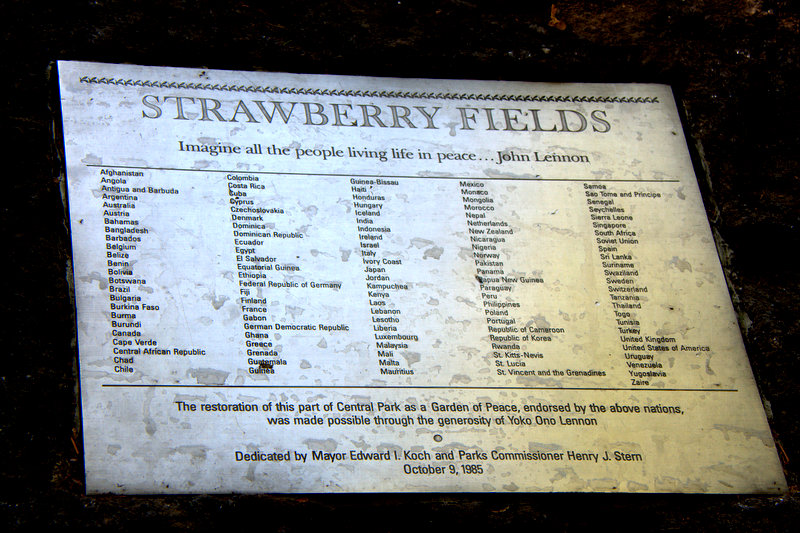 STRAWBERRY FIELDS
Imagine all the people living life in peace...John Lennon
Afghanistan
Angola
Antigua and Barbuda
Argentina
Australia
Austria
Bahamas
Bangladesh
Barbados
Belgium
Belize
Benin
Bolivia
Botswana
Brazil
Bulgaria
Burkina Faso
Burma
Burundi
Canada
Cape Verde
Central African Republic
Chad
Chile
Colombia
Costa Rica
Cuba
Cyprus
Czechoslovakia
Denmark
Dominica
Dominican Republic
Ecuador
Egypt
El Salvador
Equatorial Guinea
Ethiopia
Federal Republic of Germany
Fiji
Finland
France
Gabon
German Democratic Republic
Ghana
Greece
Grenada
Guatemala
Guinea
Guinea-Bissau
Haiti
Honduras
Hungary
Iceland
India
Indonesia
Ireland
Israel
Italy
Ivory Coast
Japan
Jordan
Kampuchea
Kenya
Laos
Lebanon
Lesotho
Liberia
Luxembourg
Malaysia
Mali
Malta
Mauritius
Mexico
Monaco
Mongolia
Morocco
Nepal
Netherlands
New Zealand
Nicaragua
Nigeria
Norway
Pakistan
Panama
Papua New Guinea
Paraguay
Peru
Philippines
Poland
Portugal
Republic of Cameroon
Republic of Korea
Rwanda
St. Kitts-Nevis
St. Lucia
St. Vincent and the Grenadines
Samoa
Sao Tome and Principe
Senegal
Seychelles
Sierra Leone
Singapore
South Africa
Soviet Union
Spain
Sri Lanka
Suriname
Swaziland
Sweden
Switzerland
Tanzania
Thailand
Togo
Tunisia
Turkey
United Kingdom
United States of America
Uruguay
Venezuela
Yugoslavia
Zaire
The restoration of this part of Central Park as a Garden of Peace, endorsed by the above nations,
was made possible through the generosity of Yoko Ono Lennon
Dedicated by Mayor Edward I. Koch and Parks Commissioner Henry J. Stern
October 9, 1985